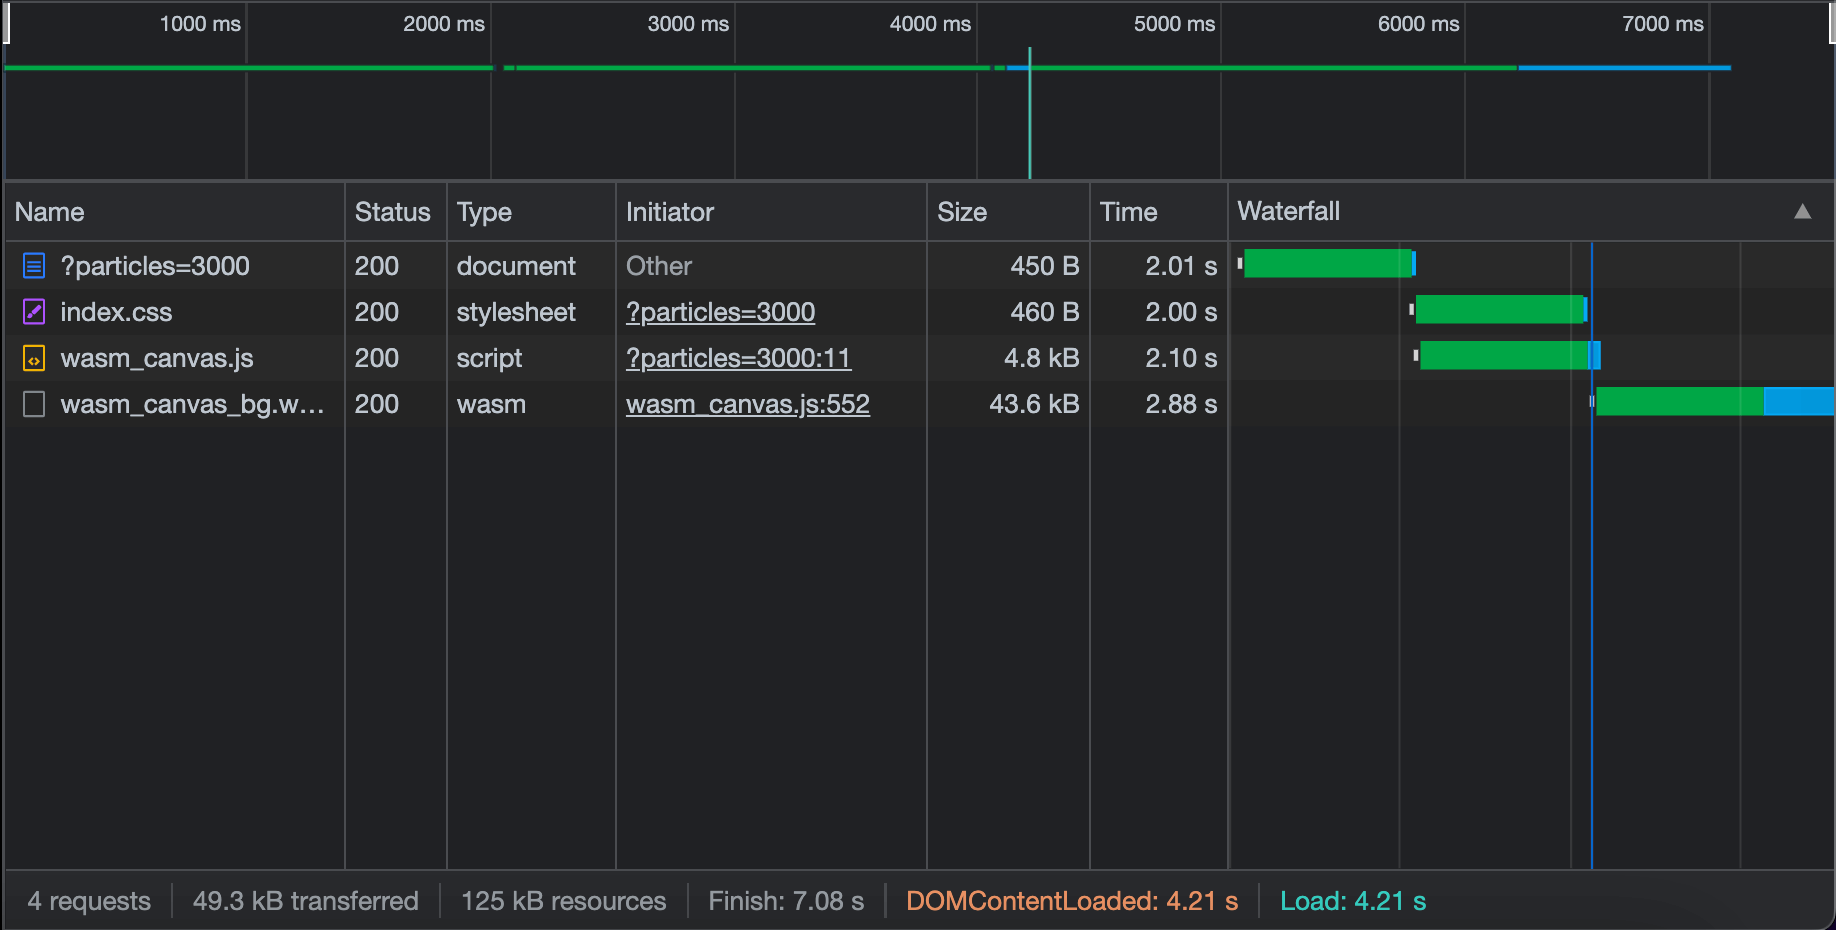 1000 ms 2000 ms 3000 ms 4000 ms 5000 ms 6000 ms 7000 ms
Name Status Type Initiator Size Time Waterfall
?particles=3000 200 document Other 450 B 2.01 s
index.css 200 stylesheet ?particles=3000 460 B 2.00 s
wasm_canvas.js 200 script ?particles=3000:11 4.8 kB 2.10 s
wasm_canvas_bg.w... 200 wasm wasm_canvas.js:552 43.6 kB 2.88 s
4 requests 49.3 kB transferred 125 kB resources Finish: 7.08 s DOMContentLoaded: 4.21 s Load: 4.21 s